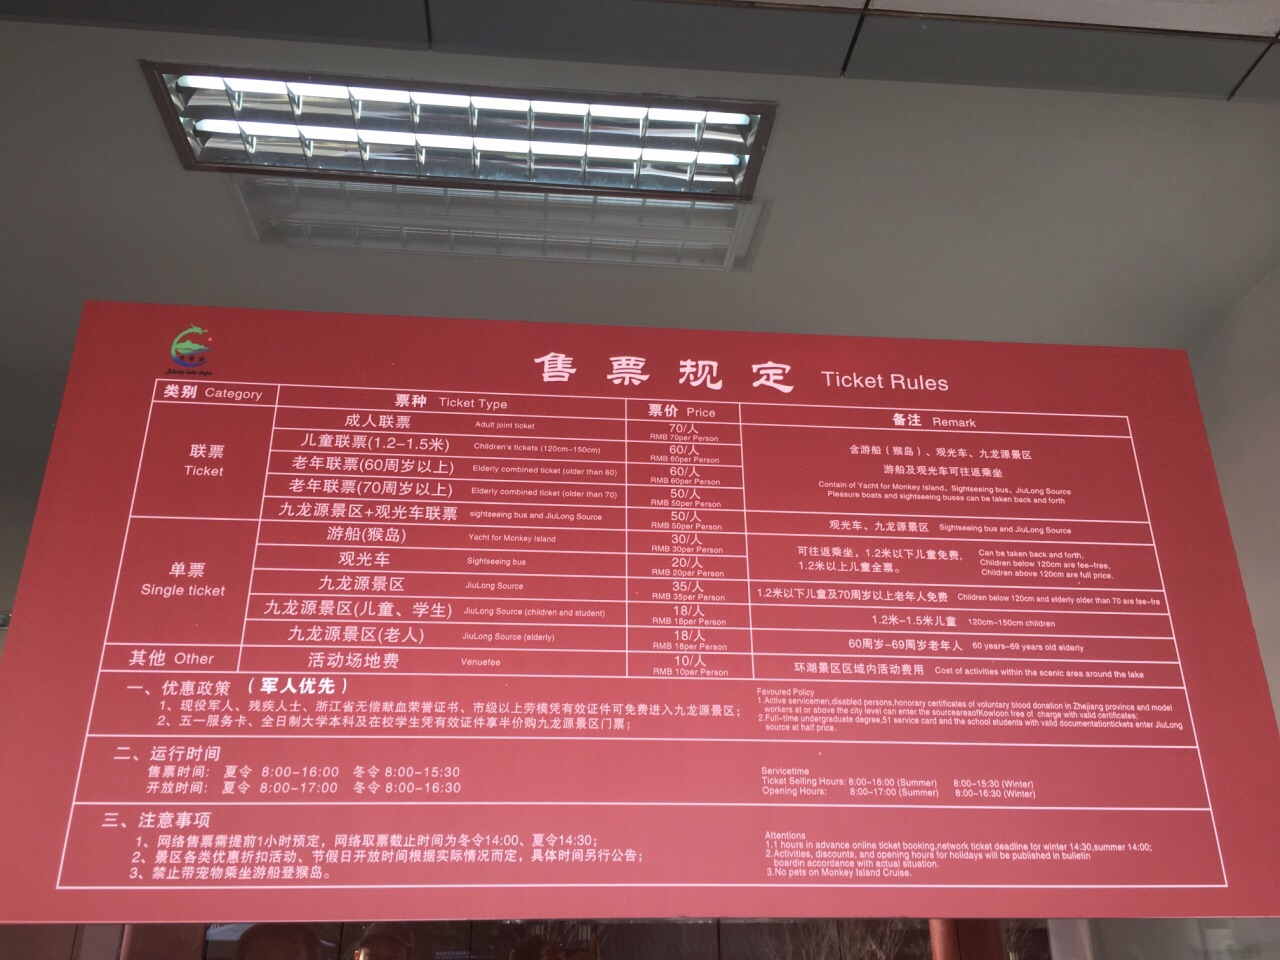 售票规定 Ticket Rules
类别 Category 票种 Ticket Type 票价 Price 备注 Remark
联票 Ticket
成人联票 Adult joint ticket 70/人 RMB 70per Person
儿童联票(1.2-1.5米) Children's tickets (120cm-150cm) 60/人 RMB 60per Person
老年联票(60周岁以上) Elderly combined ticket (older than 60) 60/人 RMB 60per Person
老年联票(70周岁以上) Elderly combined ticket (older than 70) 50/人 RMB 50per Person
含游船（猴岛）、观光车、九龙源景区
游船及观光车可往返乘坐
Contain of Yacht for Monkey Island、Sightseeing bus、JiuLong Source
Pleasure boats and sightseeing buses can be taken back and forth
九龙源景区+观光车联票 sightseeing bus and JiuLong Source 50/人 RMB 50per Person 观光车、九龙源景区 Sightseeing bus and JiuLong Source
单票 Single ticket
游船(猴岛) Yacht for Monkey Island 30/人 RMB 30per Person
观光车 Sightseeing bus 20/人 RMB 20per Person
可往返乘坐，1.2米以下儿童免费，
1.2米以上儿童全票。
Can be taken back and forth,
Children below 120cm are fee-free,
Children above 120cm are full price.
九龙源景区 JiuLong Source 35/人 RMB 35per Person 1.2米以下儿童及70周岁以上老年人免费 Children below 120cm and elderly older than 70 are fee-fre
九龙源景区(儿童、学生) JiuLong Source (children and student) 18/人 RMB 18per Person 1.2米-1.5米儿童 120cm-150cm children
九龙源景区(老人) JiuLong Source (elderly) 18/人 RMB 18per Person 60周岁-69周岁老年人 60 years-69 years old elderly
其他 Other 活动场地费 Venuefee 10/人 RMB 10per Person 环湖景区区域内活动费用 Cost of activities within the scenic area around the lake
一、优惠政策 （军人优先）
1、现役军人、残疾人士、浙江省无偿献血荣誉证书、市级以上劳模凭有效证件可免费进入九龙源景区；
2、五一服务卡、全日制大学本科及在校学生凭有效证件享半价购九龙源景区门票；
Favoured Policy
1.Active servicemen,disabled persons,honorary certificates of voluntary blood donation in Zhejiang province and model
workers at or above the city level can enter the sourceareasofKowloon free of charge with valid certificates;
2.Full-time undergraduate degree,51 service card and the school students with valid documentationtickets enter JiuLong
source at half price.
二、运行时间
售票时间： 夏令 8:00-16:00 冬令 8:00-15:30
开放时间： 夏令 8:00-17:00 冬令 8:00-16:30
Servicetime
Ticket Selling Hours: 8:00-16:00 (Summer) 8:00-15:30 (Winter)
Opening Hours: 8:00-17:00 (Summer) 8:00-16:30 (Winter)
三、注意事项
1、网络售票需提前1小时预定，网络取票截止时间为冬令14:00、夏令14:30；
2、景区各类优惠折扣活动、节假日开放时间根据实际情况而定，具体时间另行公告；
3、禁止带宠物乘坐游船登猴岛。
Attentions
1.1 hours in advance online ticket booking,network ticket deadline for winter 14:30,summer 14:00;
2.Activities, discounts, and opening hours for holidays will be published in bulletin
boardin accordance with actual situation.
3.No pets on Monkey Island Cruise.